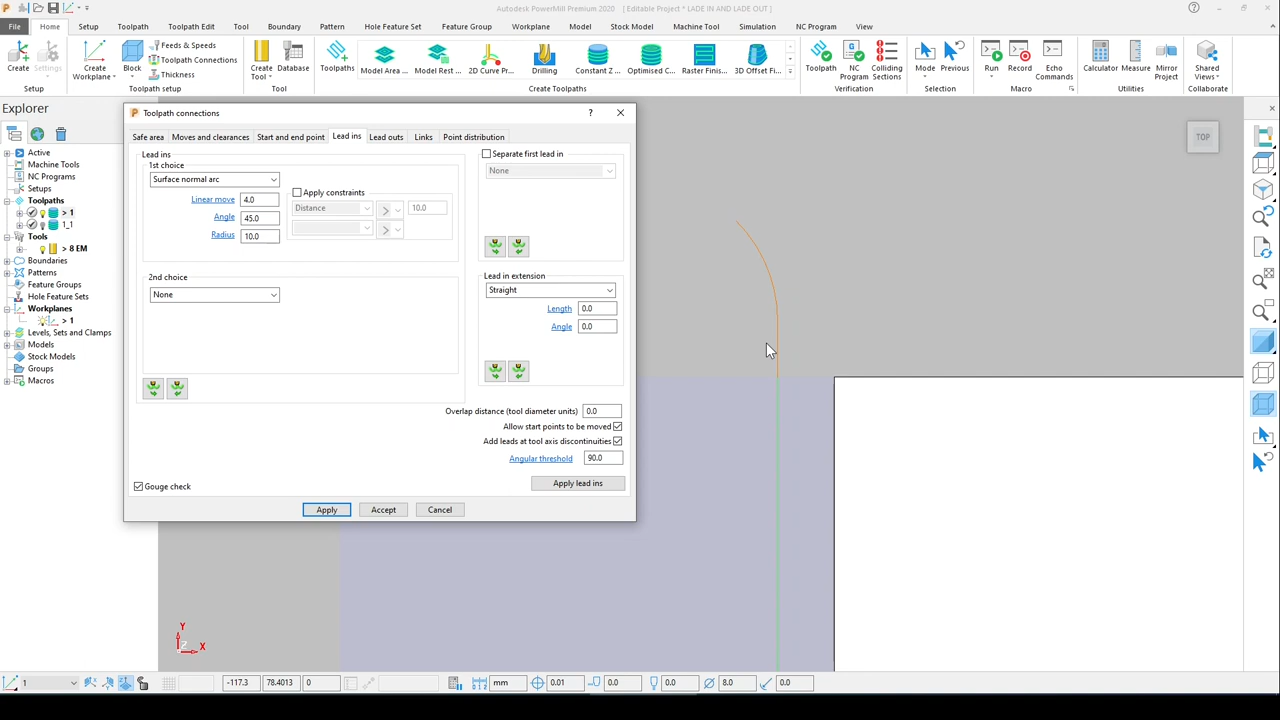 Autodesk PowerMill Premium 2020 [ Editable Project * LADE IN AND LADE OUT ]
File Home Setup Toolpath Toolpath Edit Tool Boundary Pattern Hole Feature Set Feature Group Workplane Model Stock Model Machine Tool Simulation NC Program View
Create Settings... Setup
Create Workplane Block Feeds & Speeds Toolpath Connections Thickness Toolpath setup
Create Tool Database Tool
Toolpaths Model Area ... Model Rest ... 2D Curve Pr... Drilling Constant Z ... Optimised C... Raster Finis... 3D Offset Fi... Create Toolpaths
Toolpath NC Program Colliding Sections Verification
Mode Previous Selection
Run Record Echo Commands Macro
Calculator Measure Mirror Project Utilities
Shared Views Collaborate
Explorer
Active
Machine Tools
NC Programs
Setups
Toolpaths
> 1
1_1
Tools
> 8 EM
Boundaries
Patterns
Feature Groups
Hole Feature Sets
Workplanes
> 1
Levels, Sets and Clamps
Models
Stock Models
Groups
Macros
Toolpath connections ?
Safe area Moves and clearances Start and end point Lead ins Lead outs Links Point distribution
Lead ins
1st choice
Surface normal arc
Linear move 4.0
Angle 45.0
Radius 10.0
Apply constraints
Distance > 10.0
>
2nd choice
None
Separate first lead in
None
Lead in extension
Straight
Length 0.0
Angle 0.0
Overlap distance (tool diameter units) 0.0
Allow start points to be moved
Add leads at tool axis discontinuities
Angular threshold 90.0
Gouge check
Apply lead ins
Apply Accept Cancel
TOP
Y
Z X
1 -117.3 78.4013 0 mm 0.01 0.0 0.0 8.0 0.0